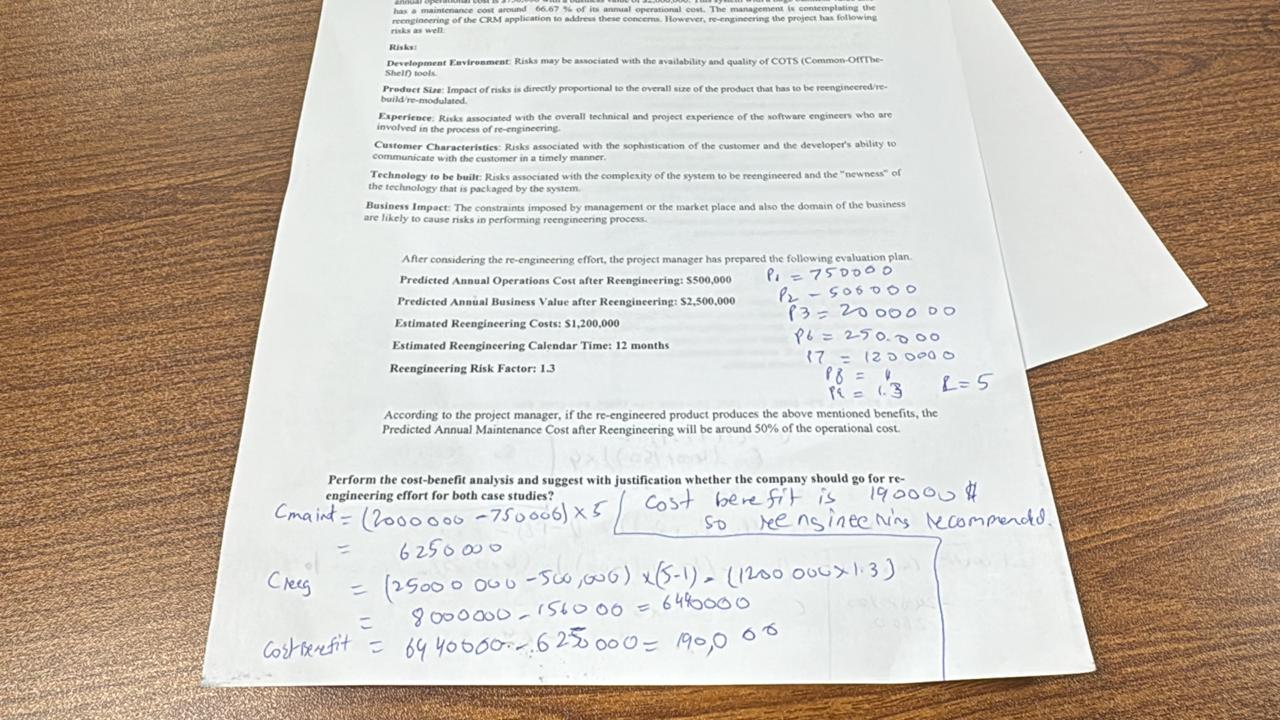 annual operational cost is $750,000 with a business value of $2,000,000. This system with a huge
has a maintenance cost around 66.67 % of its annual operational cost. The management is contemplating the
reengineering of the CRM application to address these concerns. However, re-engineering the project has following
risks as well:
Risks:
Development Environment: Risks may be associated with the availability and quality of COTS (Common-OffThe-
Shelf) tools.
Product Size: Impact of risks is directly proportional to the overall size of the product that has to be reengineered/re-
build/re-modulated.
Experience: Risks associated with the overall technical and project experience of the software engineers who are
involved in the process of re-engineering.
Customer Characteristics: Risks associated with the sophistication of the customer and the developer's ability to
communicate with the customer in a timely manner.
Technology to be built: Risks associated with the complexity of the system to be reengineered and the "newness" of
the technology that is packaged by the system.
Business Impact: The constraints imposed by management or the market place and also the domain of the business
are likely to cause risks in performing reengineering process.
After considering the re-engineering effort, the project manager has prepared the following evaluation plan.
Predicted Annual Operations Cost after Reengineering: $500,000
Predicted Annual Business Value after Reengineering: $2,500,000
Estimated Reengineering Costs: $1,200,000
Estimated Reengineering Calendar Time: 12 months
Reengineering Risk Factor: 1.3
P1 = 750000
P2 - 500000
P3 = 2000000
P6 = 250.000
P7 = 1200000
P8 = 1
P9 = 1.3 L=5
According to the project manager, if the re-engineered product produces the above mentioned benefits, the
Predicted Annual Maintenance Cost after Reengineering will be around 50% of the operational cost.
Perform the cost-benefit analysis and suggest with justification whether the company should go for re-
engineering effort for both case studies?
Cmaint = (2000000 - 750000) x 5
= 6250000
Cost benefit is 190000 $
so reengineering recommended.
Creeg = (25000 000 - 500,000) x (5-1) - (1200 000 x 1.3)
= 8000000 - 156000 = 6440000
Cost benefit = 6440000 - 6250000 = 190,000